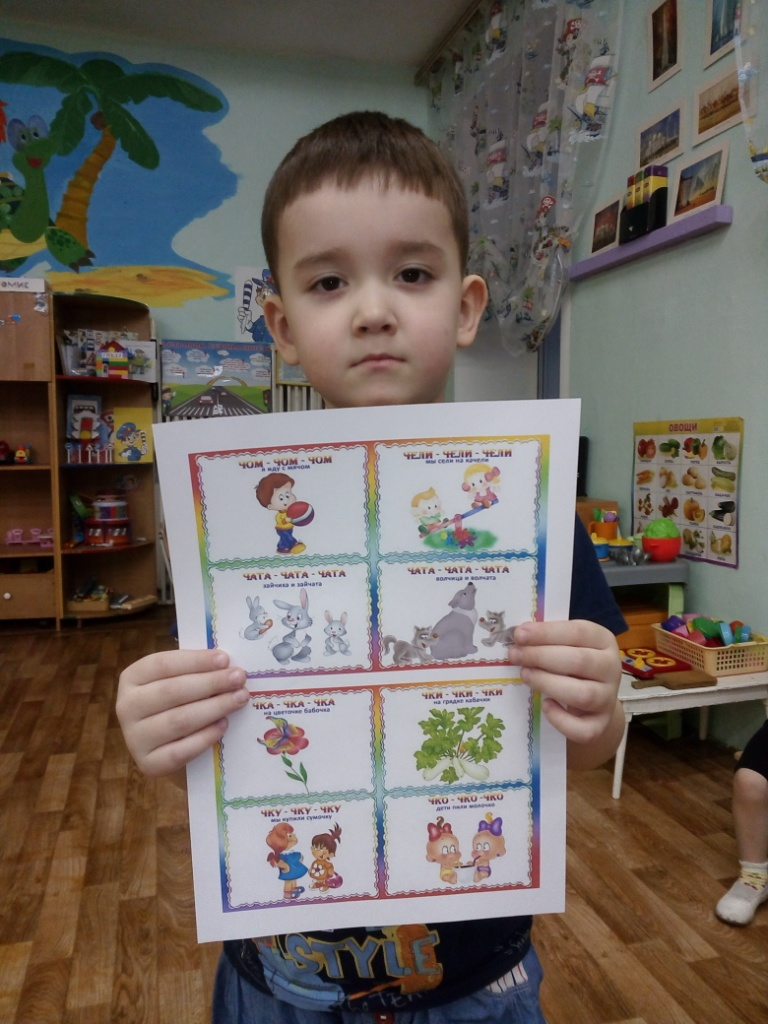 ОМИК
ОВОЩИ
ЧОМ - ЧОМ - ЧОМ
я иду с мячом
ЧЕЛИ - ЧЕЛИ - ЧЕЛИ
мы сели на качели
ЧАТА - ЧАТА - ЧАТА
зайчиха и зайчата
ЧАТА - ЧАТА - ЧАТА
волчица и волчата
ЧКА - ЧКА - ЧКА
на цветочке бабочка
ЧКИ - ЧКИ - ЧКИ
на грядке кабачки
ЧКУ - ЧКУ - ЧКУ
мы купили сумочку
ЧКО - ЧКО - ЧКО
дети пили молочко
STYLE